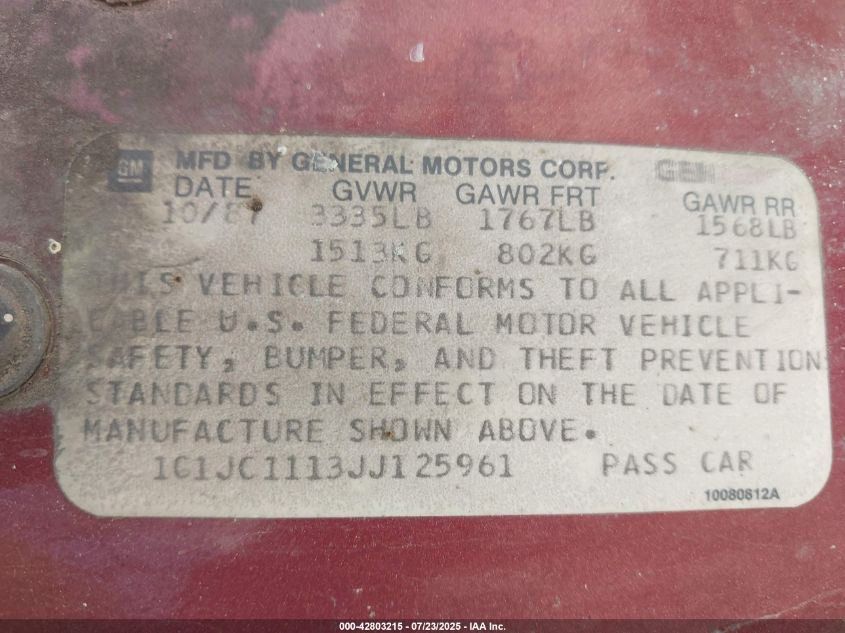 GM MFD BY GENERAL MOTORS CORP.
DATE GVWR GAWR FRT GAWR RR
10/87 3335LB 1767LB 1568LB
1513KG 802KG 711KG
THIS VEHICLE CONFORMS TO ALL APPLI-
CABLE U.S. FEDERAL MOTOR VEHICLE
SAFETY, BUMPER, AND THEFT PREVENTION
STANDARDS IN EFFECT ON THE DATE OF
MANUFACTURE SHOWN ABOVE.
1C1JC1113JJ125961 PASS CAR
10080812A
000-42803215 - 07/23/2025 - IAA Inc.